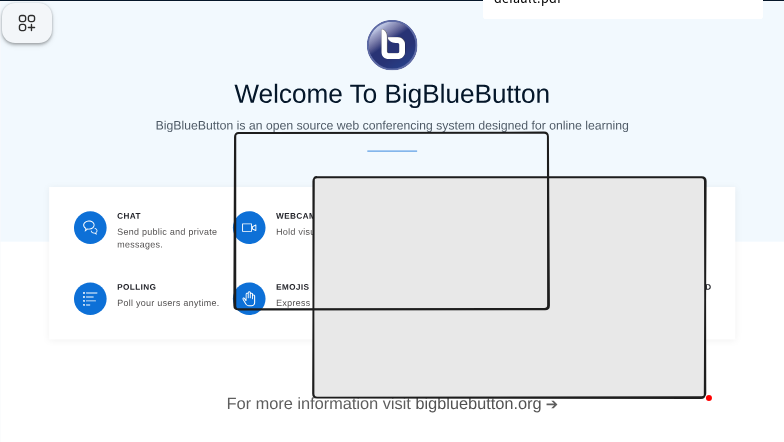 default.pdf
Welcome To BigBlueButton
BigBlueButton is an open source web conferencing system designed for online learning
CHAT
Send public and private
messages.
WEBCAM
Hold visu
POLLING
Poll your users anytime.
EMOJIS
Express
D
For more information visit bigbluebutton.org ➔